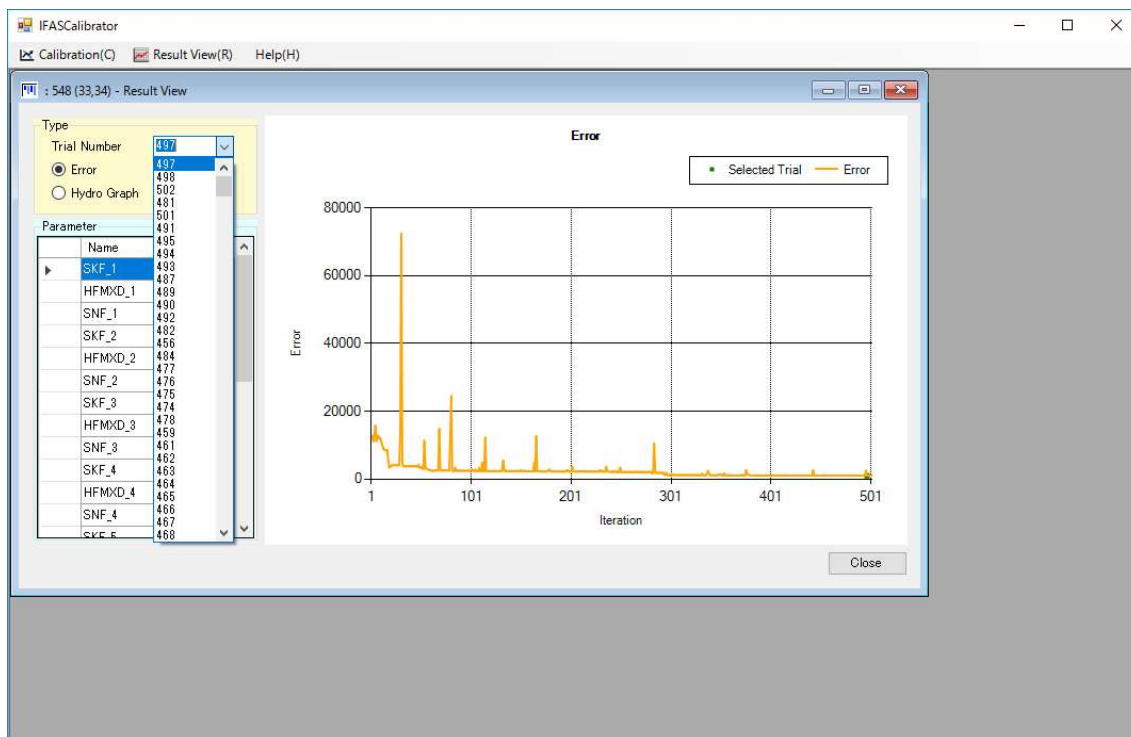 IFASCalibrator
Calibration(C) Result View(R) Help(H)
: 548 (33,34) - Result View
Type
Trial Number 497
Error
Hydro Graph
497
498
502
481
501
491
495
494
493
487
489
490
492
482
456
484
477
476
475
474
478
459
461
462
463
464
465
466
467
468
Parameter
Name
SKF_1
HFMXD_1
SNF_1
SKF_2
HFMXD_2
SNF_2
SKF_3
HFMXD_3
SNF_3
SKF_4
HFMXD_4
SNF_4
SKF_5
Error
Selected Trial Error
80000
60000
40000
20000
0
Error
1 101 201 301 401 501
Iteration
Close